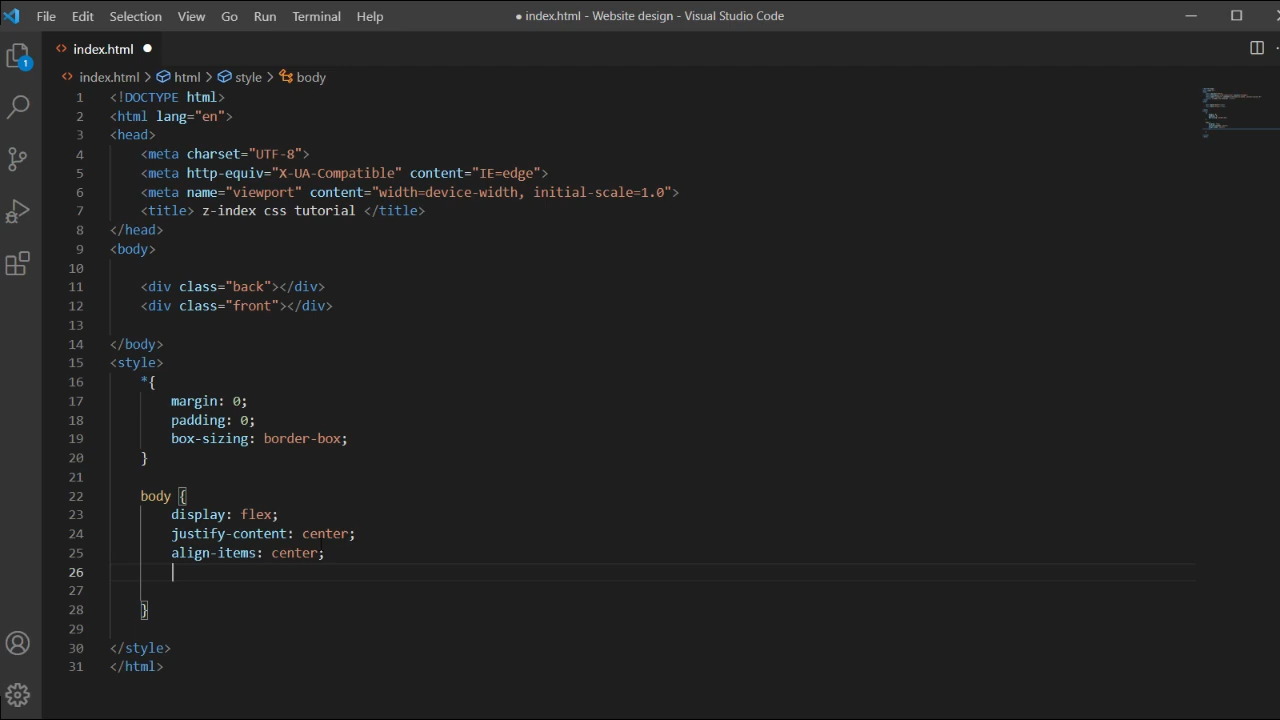 File Edit Selection View Go Run Terminal Help ● index.html - Website design - Visual Studio Code
index.html ●
index.html > html > style > body
1 <!DOCTYPE html>
2 <html lang="en">
3 <head>
4 <meta charset="UTF-8">
5 <meta http-equiv="X-UA-Compatible" content="IE=edge">
6 <meta name="viewport" content="width=device-width, initial-scale=1.0">
7 <title> z-index css tutorial </title>
8 </head>
9 <body>
10
11 <div class="back"></div>
12 <div class="front"></div>
13
14 </body>
15 <style>
16 *{
17 margin: 0;
18 padding: 0;
19 box-sizing: border-box;
20 }
21
22 body {
23 display: flex;
24 justify-content: center;
25 align-items: center;
26
27
28 }
29
30 </style>
31 </html>
1